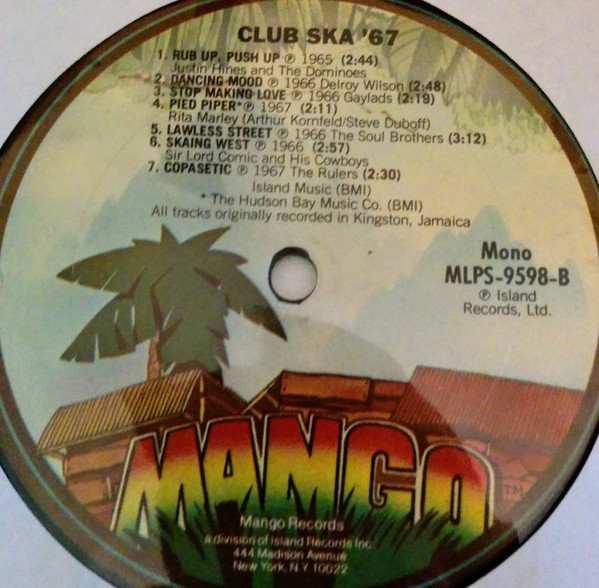 CLUB SKA '67
1. RUB UP, PUSH UP ℗ 1965 (2:44)
Justin Hines and The Dominoes
2. DANCING MOOD ℗ 1966 Delroy Wilson (2:48)
3. STOP MAKING LOVE ℗ 1966 Gaylads (2:19)
4. PIED PIPER* ℗ 1967 (2:11)
Rita Marley (Arthur Kornfeld/Steve Duboff)
5. LAWLESS STREET ℗ 1966 The Soul Brothers (3:12)
6. SKAING WEST ℗ 1966 (2:57)
Sir Lord Comic and His Cowboys
7. COPASETIC ℗ 1967 The Rulers (2:30)
Island Music (BMI)
* The Hudson Bay Music Co. (BMI)
All tracks originally recorded in Kingston, Jamaica
Mono
MLPS-9598-B
℗ Island
Records, Ltd.
MANGO TM
Mango Records
a division of Island Records Inc.
444 Madison Avenue
New York, N.Y. 10022